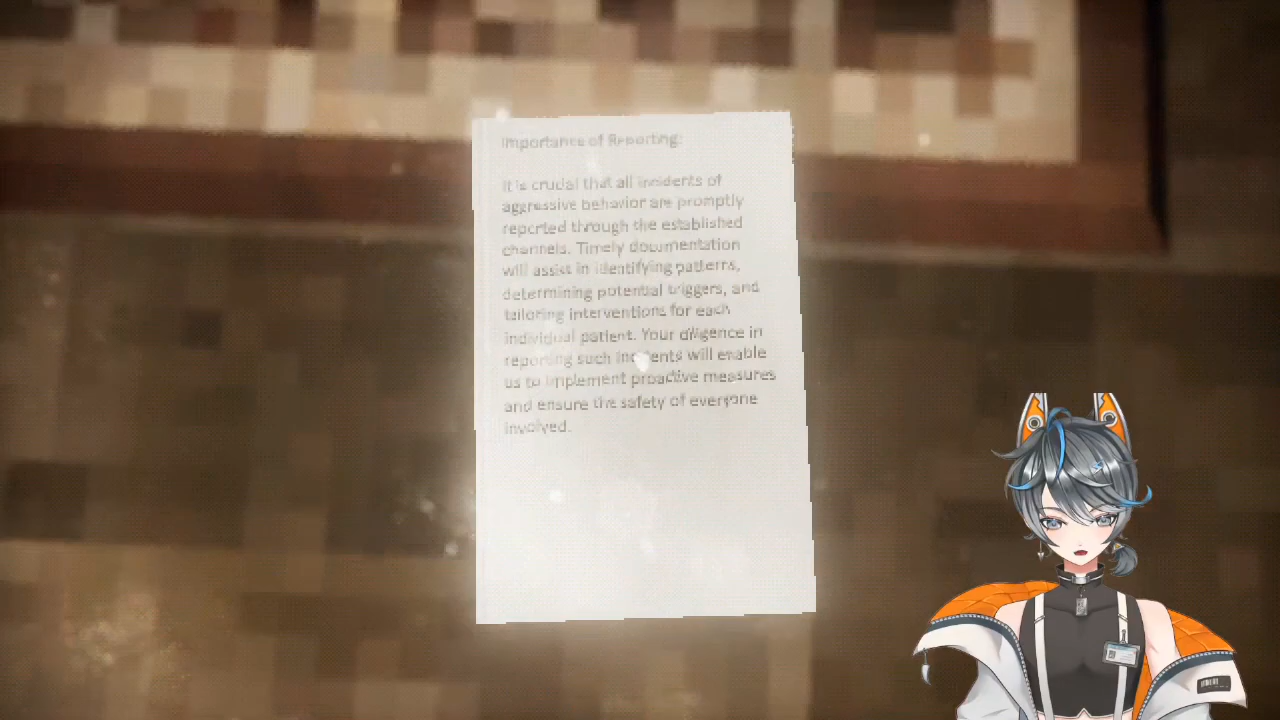 Importance of Reporting:
It is crucial that all incidents of
aggressive behavior are promptly
reported through the established
channels. Timely documentation
will assist in identifying patterns,
determining potential triggers, and
tailoring interventions for each
individual patient. Your diligence in
reporting such incidents will enable
us to implement proactive measures
and ensure the safety of everyone
involved.